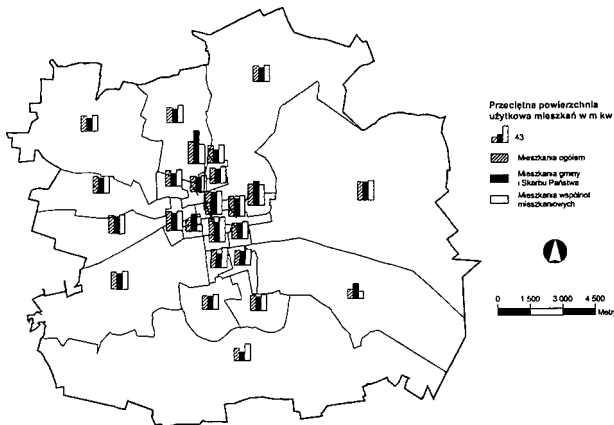 Przeciętna powierzchnia
użytkowa mieszkań w m kw
43
Mieszkania ogółem
Mieszkania gminy
i Skarbu Państwa
Mieszkania wspólnot
mieszkaniowych
0 1 500 3 000 4 500
Metry